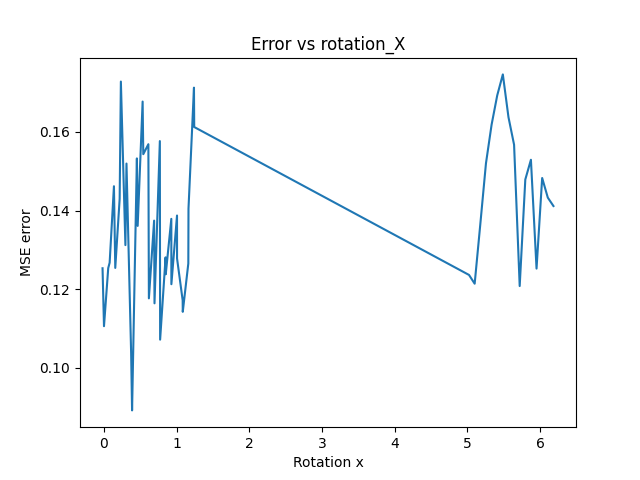 Error vs rotation_X
MSE error
0.16
0.14
0.12
0.10
0 1 2 3 4 5 6
Rotation x